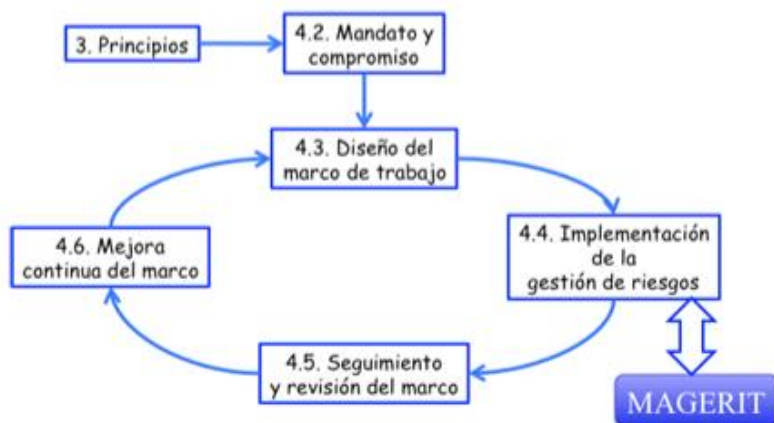 3. Principios
4.2. Mandato y
compromiso
4.3. Diseño del
marco de trabajo
4.4. Implementación
de la
gestión de riesgos
4.6. Mejora
continua del marco
4.5. Seguimiento
y revisión del marco
MAGERIT